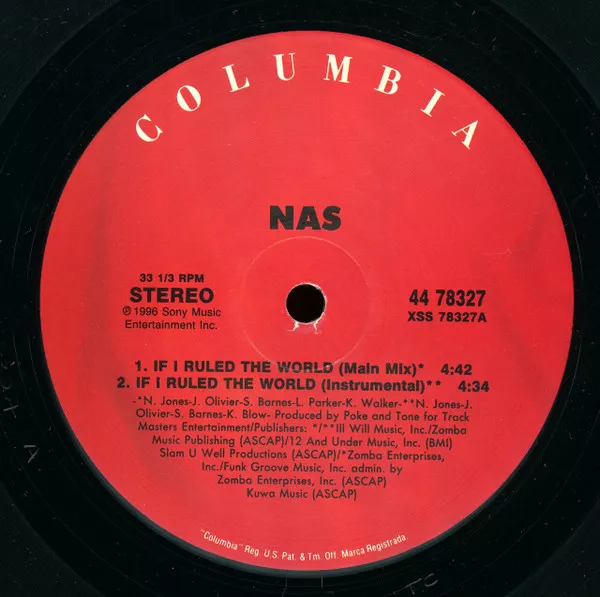 COLUMBIA
NAS
33 1/3 RPM
STEREO
℗1996 Sony Music
Entertainment Inc.
44 78327
XSS 78327A
1. IF I RULED THE WORLD (Main Mix)* 4:42
2. IF I RULED THE WORLD (Instrumental)** 4:34
-*N. Jones-J. Olivier-S. Barnes-L. Parker-K. Walker-**N. Jones-J.
Olivier-S. Barnes-K. Blow- Produced by Poke and Tone for Track
Masters Entertainment/Publishers: */**Ill Will Music, Inc./Zomba
Music Publishing (ASCAP)/12 And Under Music, Inc. (BMI)
Slam U Well Productions (ASCAP)/*Zomba Enterprises,
Inc./Funk Groove Music, Inc. admin. by
Zomba Enterprises, Inc. (ASCAP)
Kuwa Music (ASCAP)
"Columbia" Reg. U.S. Pat. & Tm. Off. Marca Registrada.